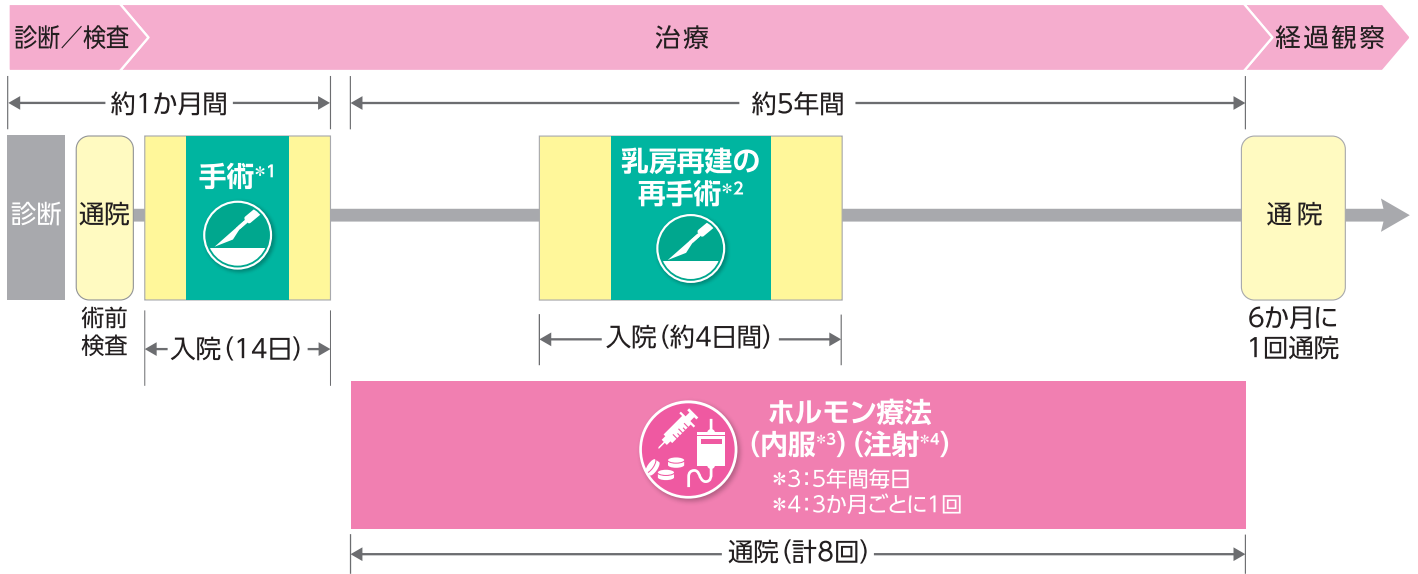 診断／検査
治療
経過観察
約1か月間
約5年間
診断
通院
手術＊1
乳房再建の
再手術＊2
通院
術前
検査
入院（14日）
入院（約4日間）
6か月に
1回通院
ホルモン療法
（内服＊3）（注射＊4）
＊3：5年間毎日
＊4：3か月ごとに1回
通院（計8回）